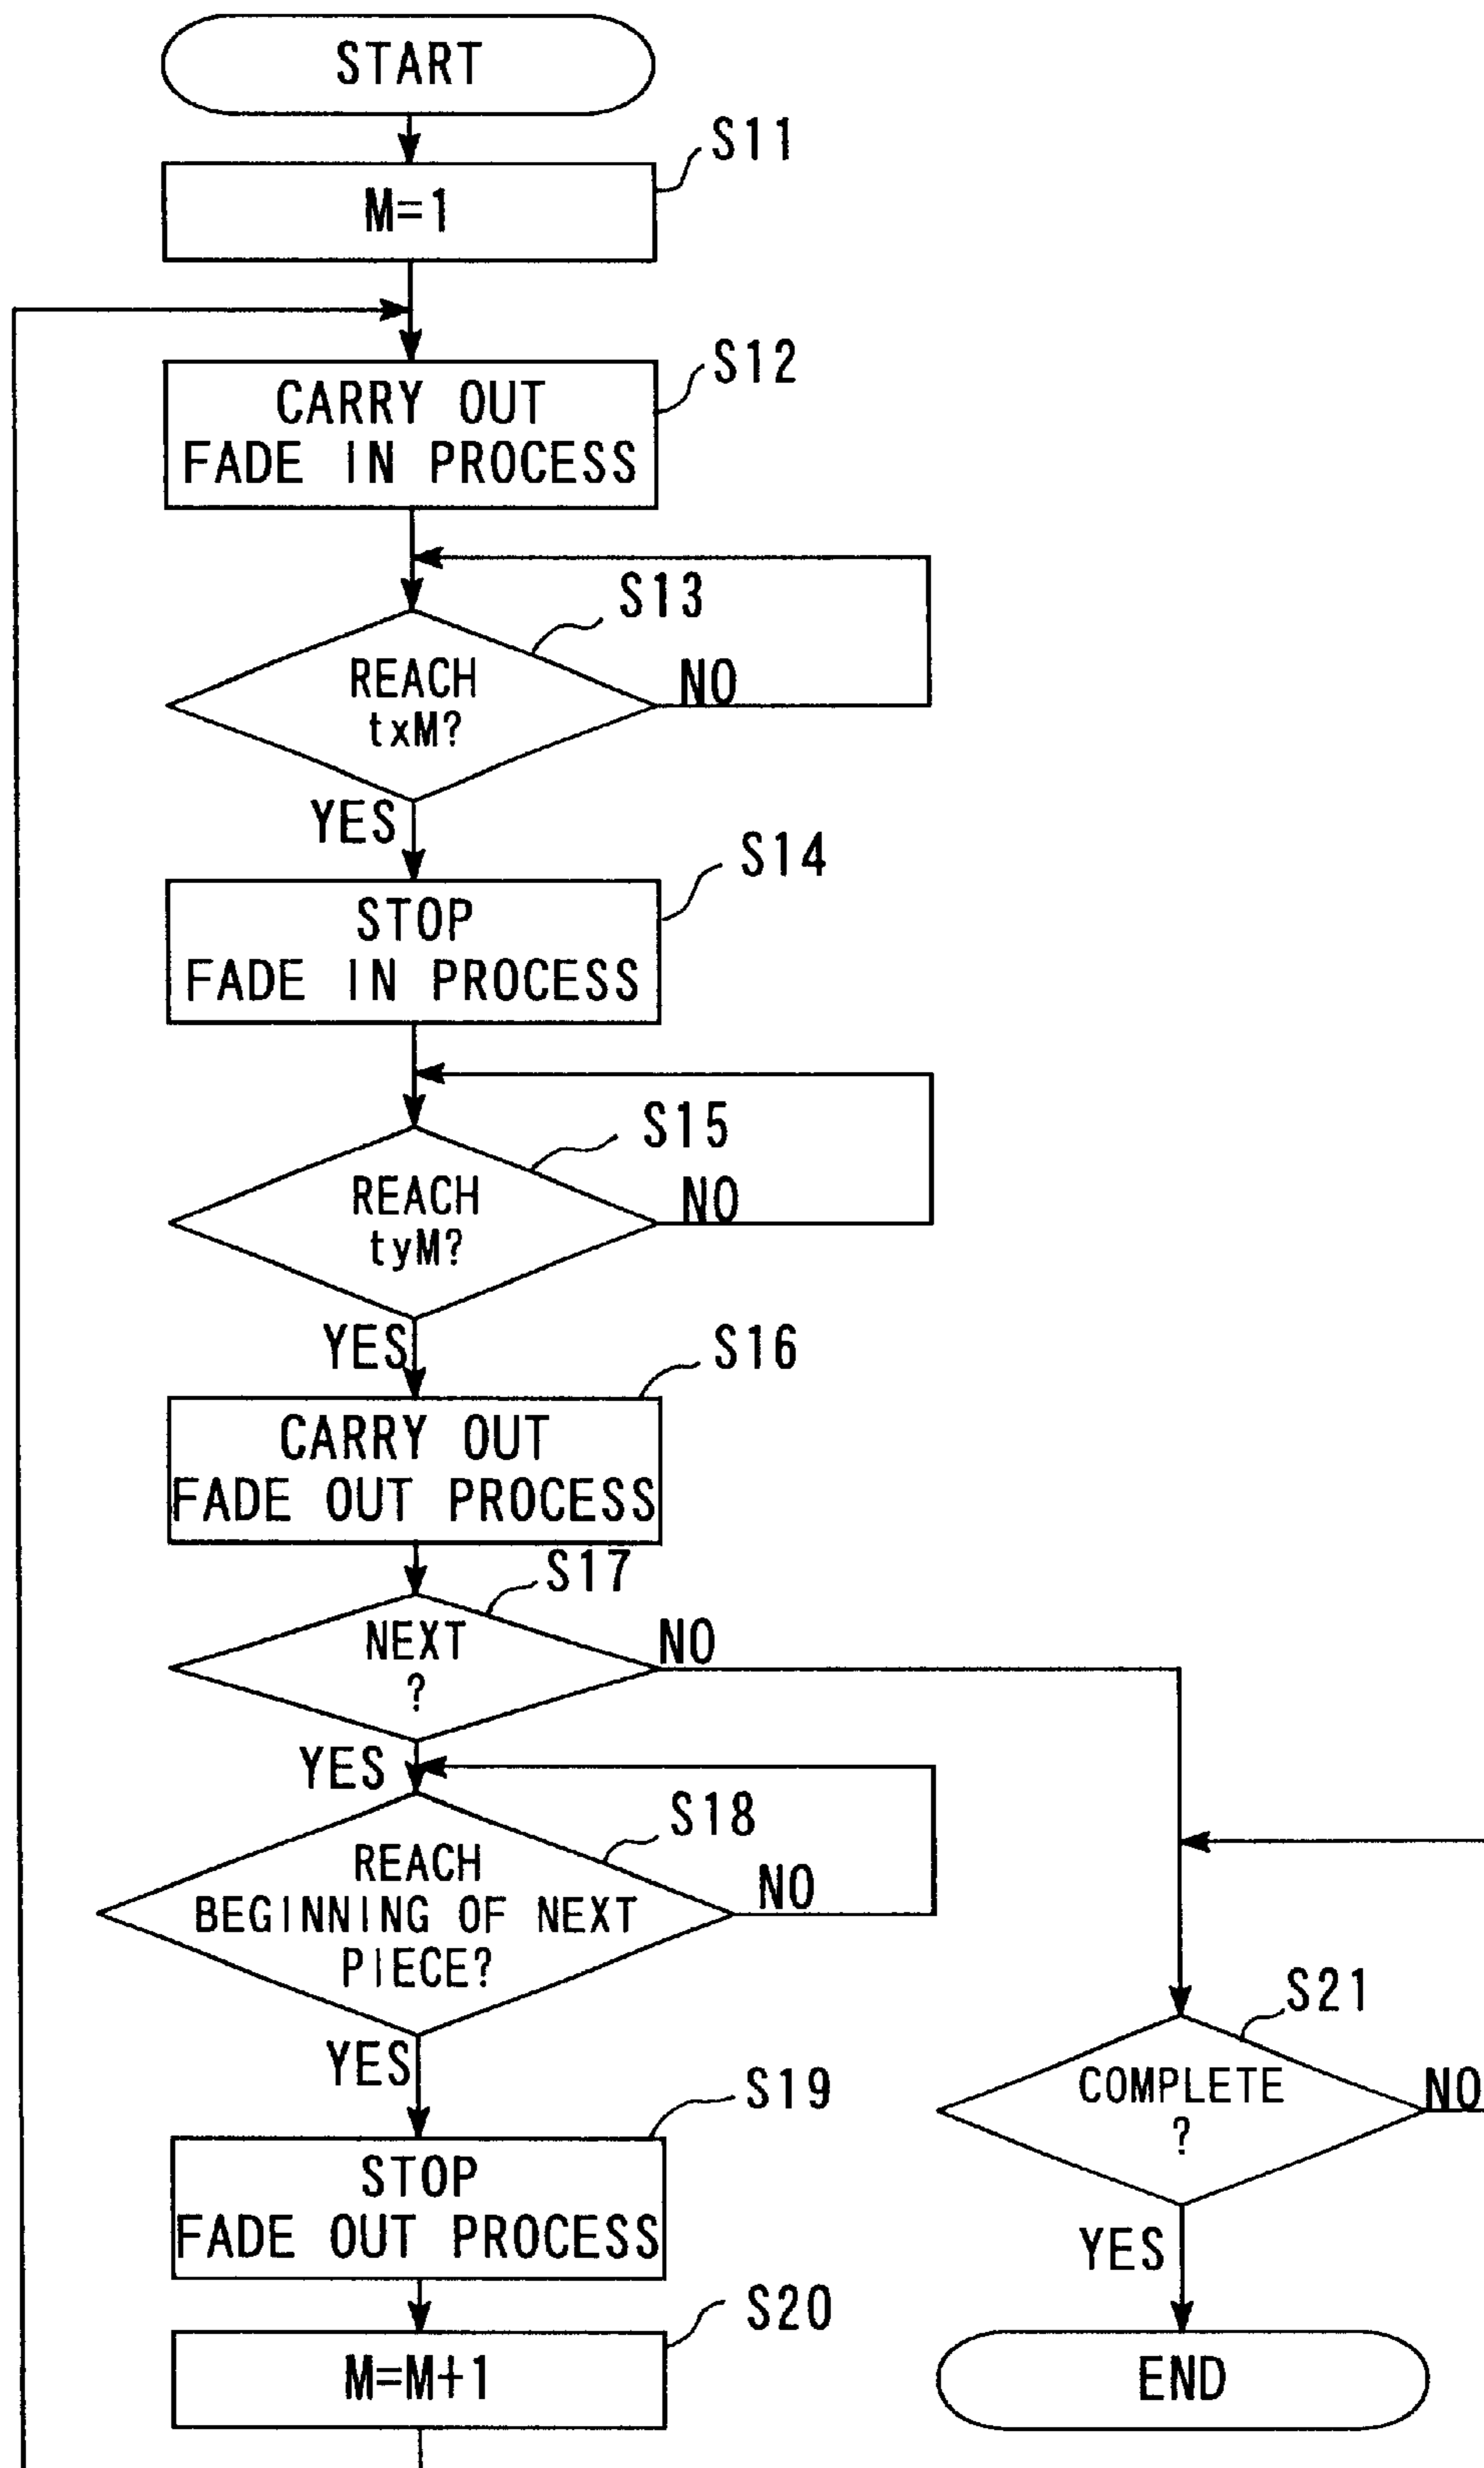 START
S11
M=1
S12
CARRY OUT
FADE IN PROCESS
S13
REACH
txM?
NO
YES
S14
STOP
FADE IN PROCESS
S15
REACH
tyM?
NO
YES
S16
CARRY OUT
FADE OUT PROCESS
S17
NEXT
?
NO
YES
S18
REACH
BEGINNING OF NEXT
PIECE?
NO
YES
S19
STOP
FADE OUT PROCESS
S20
M=M+1
S21
COMPLETE
?
NO
YES
END